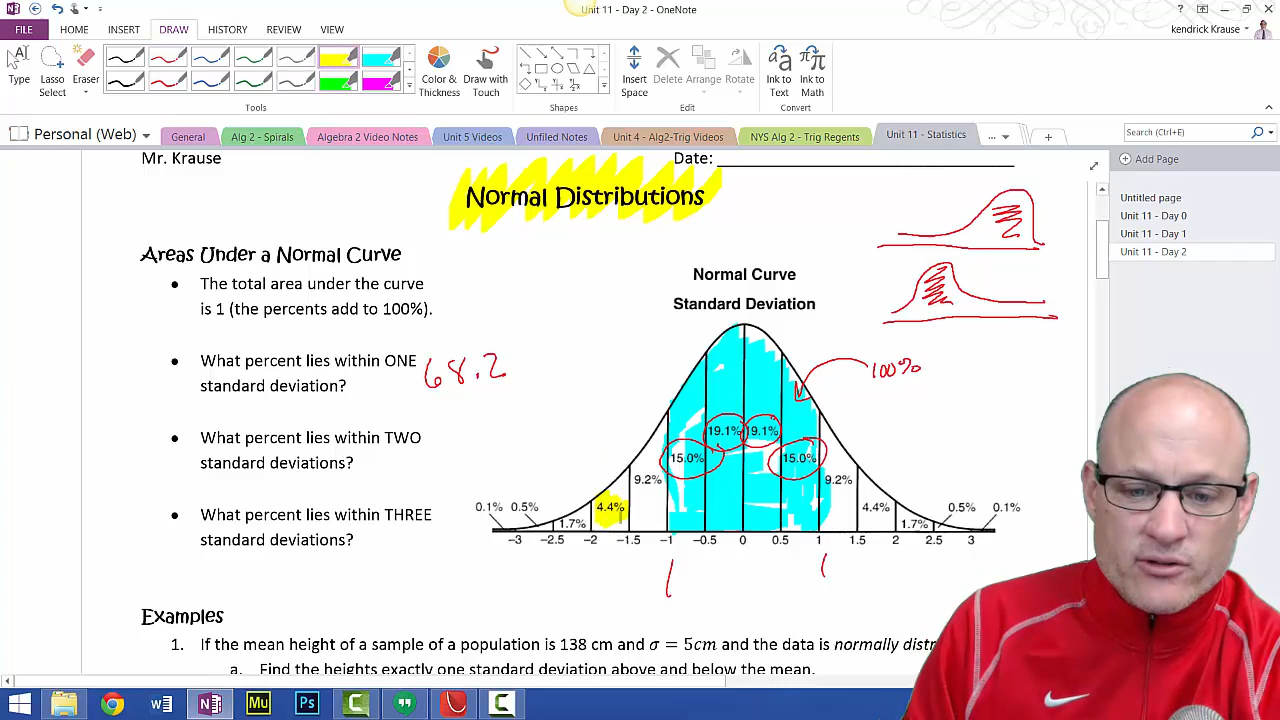 Unit 11 - Day 2 - OneNote
FILE HOME INSERT DRAW HISTORY REVIEW VIEW
kendrick Krause
Type
Lasso Select
Eraser
Color & Thickness
Draw with Touch
Insert Space
Delete
Arrange
Rotate
Ink to Text
Ink to Math
Tools
Shapes
Edit
Convert
Personal (Web) General Alg 2 - Spirals Algebra 2 Video Notes Unit 5 Videos Unfiled Notes Unit 4 - Alg2-Trig Videos NYS Alg 2 - Trig Regents Unit 11 - Statistics ... +
Search (Ctrl+E)
Add Page
Untitled page
Unit 11 - Day 0
Unit 11 - Day 1
Unit 11 - Day 2
Mr. Krause Date:
Normal Distributions
Areas Under a Normal Curve
• The total area under the curve
is 1 (the percents add to 100%).
• What percent lies within ONE
standard deviation?
68.2
• What percent lies within TWO
standard deviations?
• What percent lies within THREE
standard deviations?
Normal Curve
Standard Deviation
100%
19.1% 19.1%
15.0% 15.0%
9.2% 9.2%
0.1% 0.5% 4.4% 4.4% 0.5% 0.1%
1.7% 1.7%
−3 −2.5 −2 −1.5 −1 −0.5 0 0.5 1 1.5 2 2.5 3
Examples
1. If the mean height of a sample of a population is 138 cm and σ = 5cm and the data is normally distr
a. Find the heights exactly one standard deviation above and below the mean.
Mu
Ps